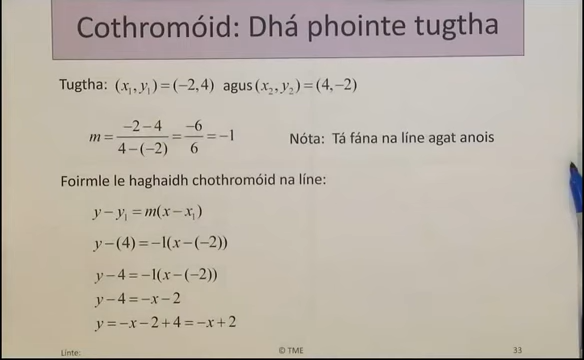 Cothromóid: Dhá phointe tugtha
Tugtha: (x₁, y₁) = (−2, 4) agus (x₂, y₂) = (4, −2)
m = (−2 − 4)/(4 − (−2)) = −6/6 = −1 Nóta: Tá fána na líne agat anois
Foirmle le haghaidh chothromóid na líne:
y − y₁ = m(x − x₁)
y − (4) = −1(x − (−2))
y − 4 = −1(x − (−2))
y − 4 = −x − 2
y = −x − 2 + 4 = −x + 2
Línte: © TME 33